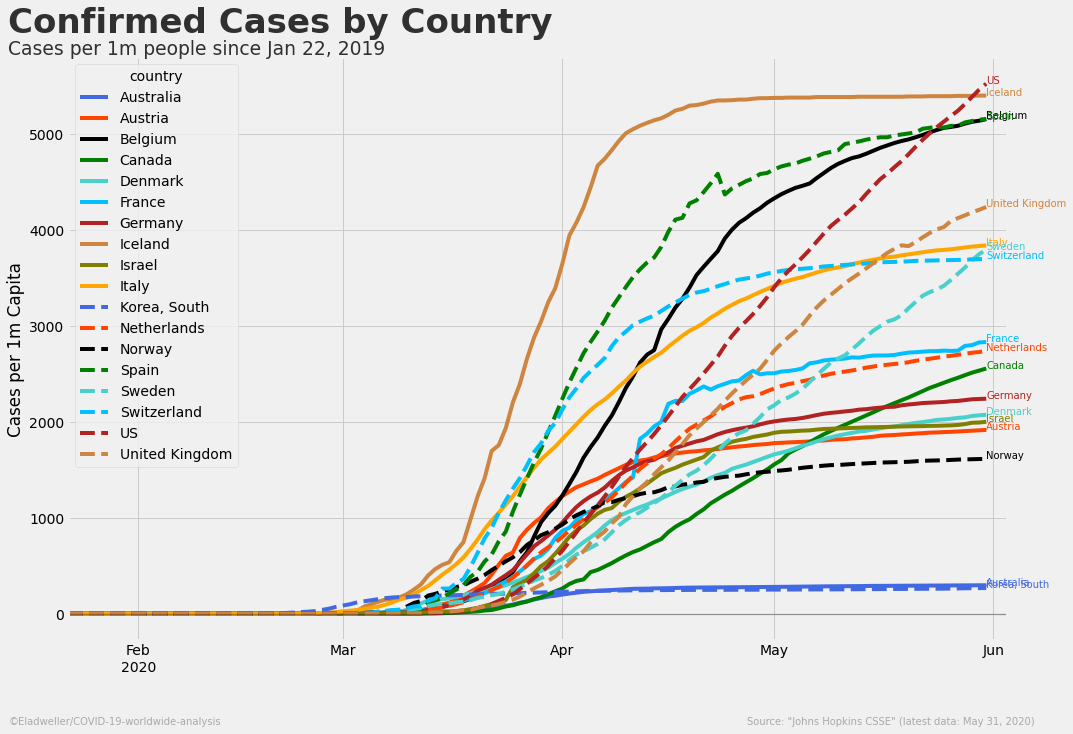 Confirmed Cases by Country
Cases per 1m people since Jan 22, 2019
country
Australia
Austria
Belgium
Canada
Denmark
France
Germany
Iceland
Israel
Italy
Korea, South
Netherlands
Norway
Spain
Sweden
Switzerland
US
United Kingdom
Cases per 1m Capita
5000
4000
3000
2000
1000
0
US
Iceland
Belgium
Spain
United Kingdom
Italy
Sweden
Switzerland
France
Netherlands
Canada
Germany
Denmark
Israel
Austria
Norway
Australia
Korea, South
Feb
2020
Mar
Apr
May
Jun
©Eladweller/COVID-19-worldwide-analysis
Source: "Johns Hopkins CSSE" (latest data: May 31, 2020)